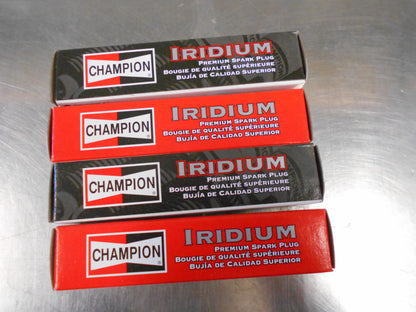 CHAMPION
IRIDIUM
PREMIUM SPARK PLUG
BOUGIE DE QUALITÉ SUPÉRIEURE
BUJÍA DE CALIDAD SUPERIOR
CHAMPION
IRIDIUM
PREMIUM SPARK PLUG
BOUGIE DE QUALITÉ SUPÉRIEURE
BUJÍA DE CALIDAD SUPERIOR
CHAMPION
IRIDIUM
PREMIUM SPARK PLUG
BOUGIE DE QUALITÉ SUPÉRIEURE
BUJÍA DE CALIDAD SUPERIOR
CHAMPION
IRIDIUM
PREMIUM SPARK PLUG
BOUGIE DE QUALITÉ SUPÉRIEURE
BUJÍA DE CALIDAD SUPERIOR